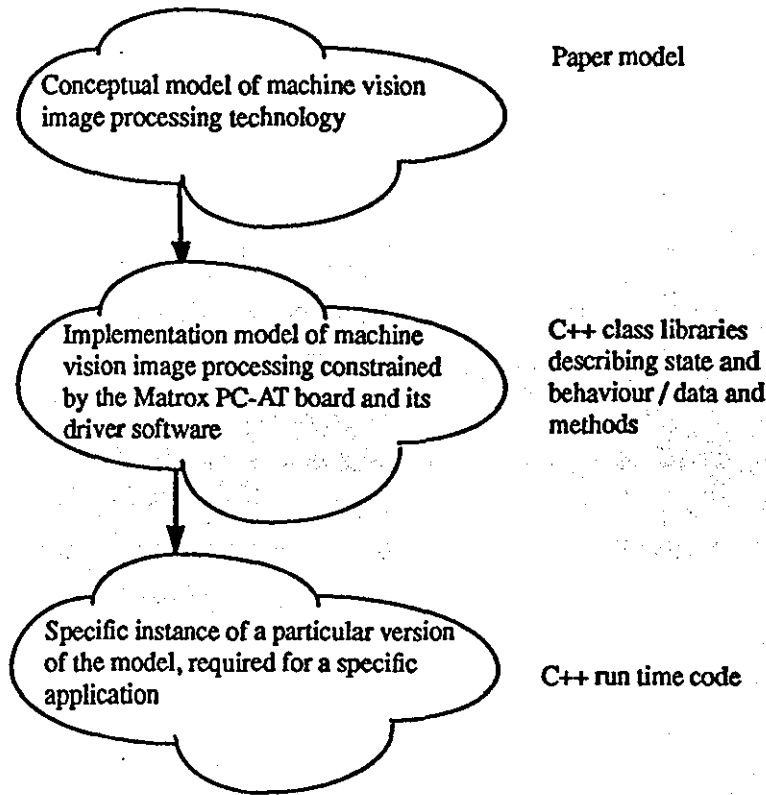 Paper model
Conceptual model of machine vision
image processing technology
Implementation model of machine
vision image processing constrained
by the Matrox PC-AT board and its
driver software
C++ class libraries
describing state and
behaviour / data and
methods
Specific instance of a particular version
of the model, required for a specific
application
C++ run time code